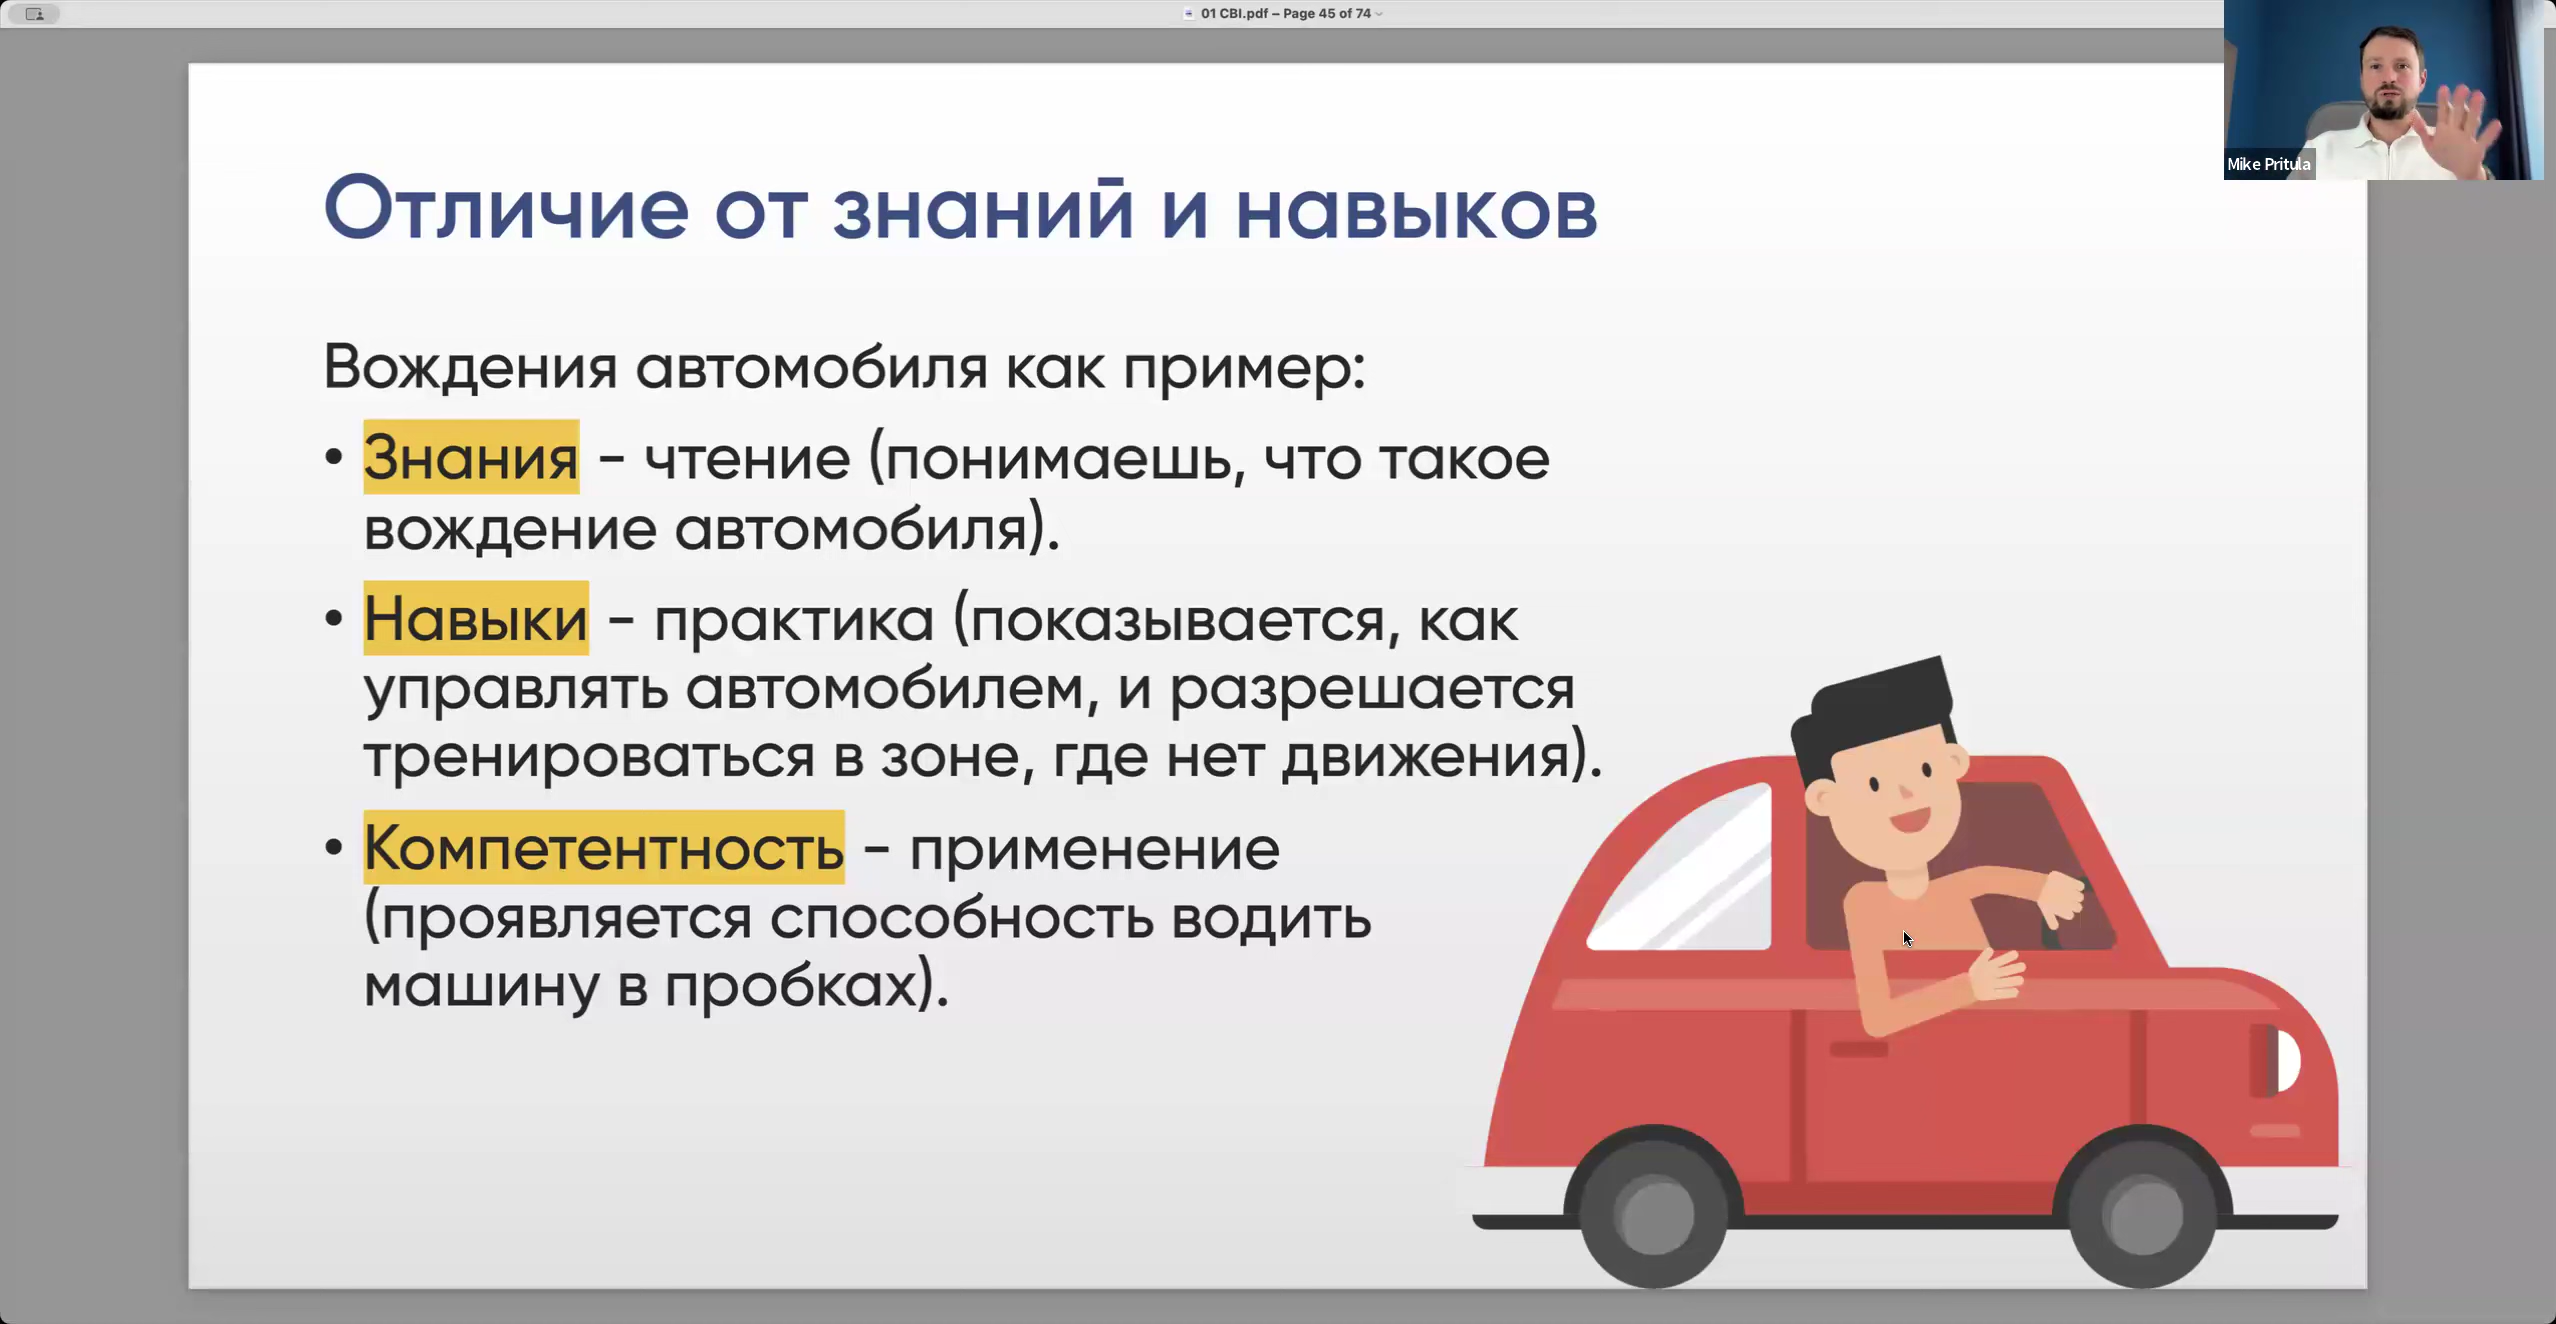 01 CBI.pdf – Page 45 of 74
Mike Pritula
Отличие от знаний и навыков
Вождения автомобиля как пример:
• Знания - чтение (понимаешь, что такое
вождение автомобиля).
• Навыки - практика (показывается, как
управлять автомобилем, и разрешается
тренироваться в зоне, где нет движения).
• Компетентность - применение
(проявляется способность водить
машину в пробках).